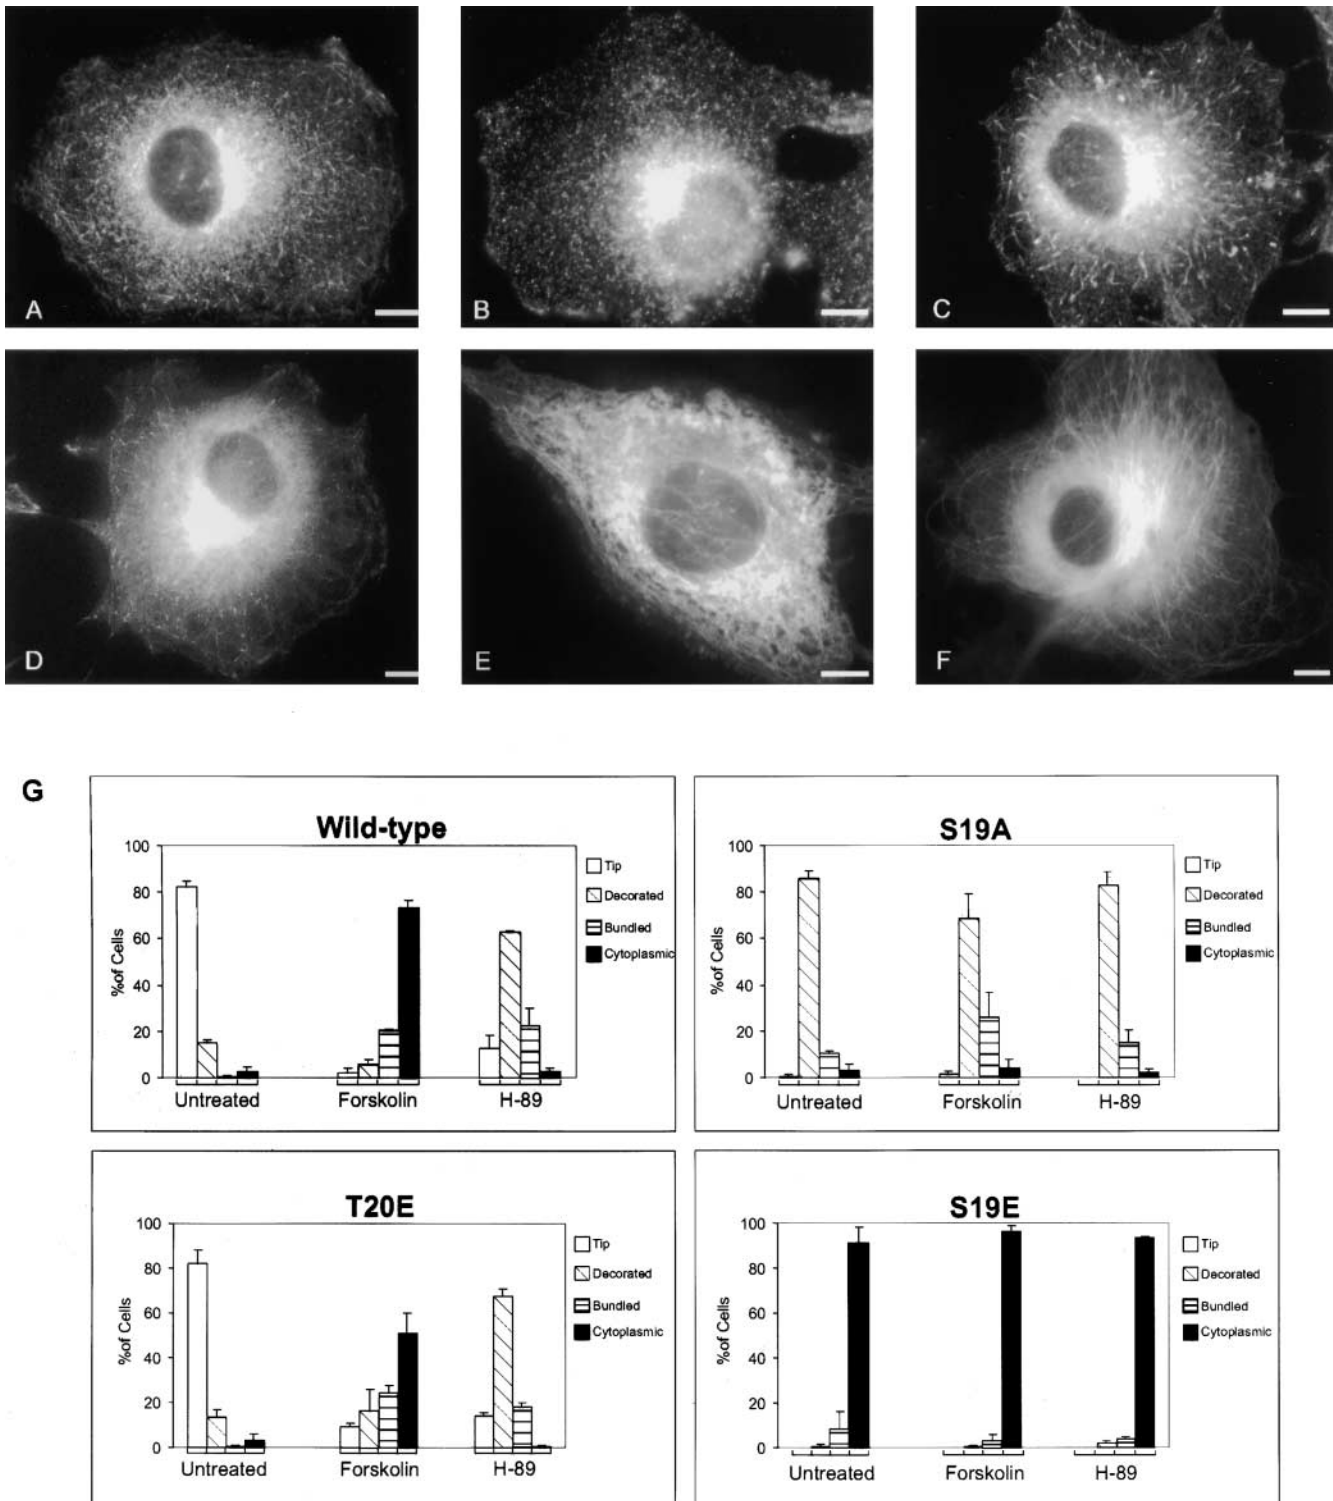 A
B
C
D
E
F
G
Wild-type
100
80
60
40
20
0
%of Cells
Untreated
Forskolin
H-89
Tip
Decorated
Bundled
Cytoplasmic
S19A
100
80
60
40
20
0
%of Cells
Untreated
Forskolin
H-89
Tip
Decorated
Bundled
Cytoplasmic
T20E
100
80
60
40
20
0
%of Cells
Untreated
Forskolin
H-89
Tip
Decorated
Bundled
Cytoplasmic
S19E
100
80
60
40
20
0
%of Cells
Untreated
Forskolin
H-89
Tip
Decorated
Bundled
Cytoplasmic